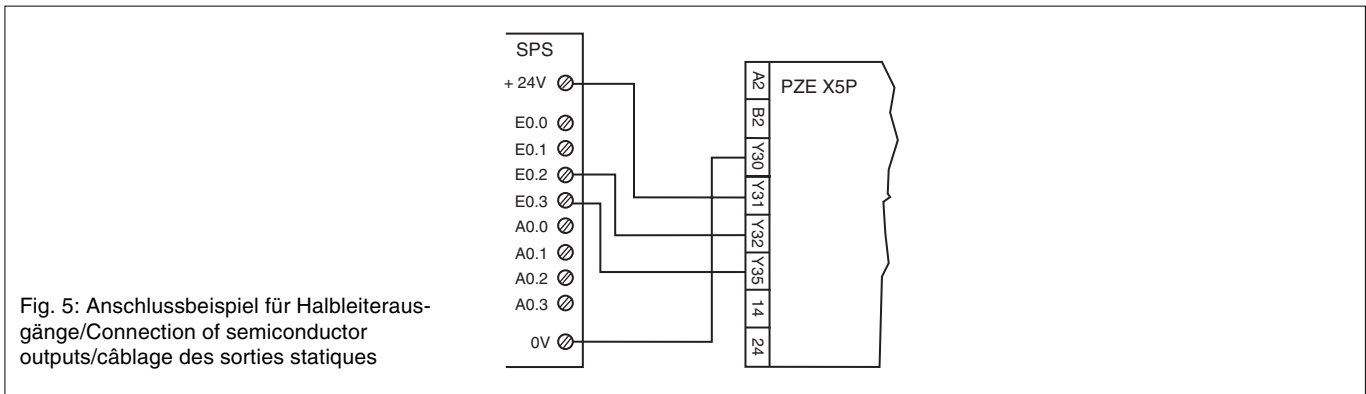 SPS
+ 24V
E0.0
E0.1
E0.2
E0.3
A0.0
A0.1
A0.2
A0.3
0V
PZE X5P
A2
B2
Y30
Y31
Y32
Y35
14
24
Fig. 5: Anschlussbeispiel für Halbleiteraus-
gänge/Connection of semiconductor
outputs/câblage des sorties statiques